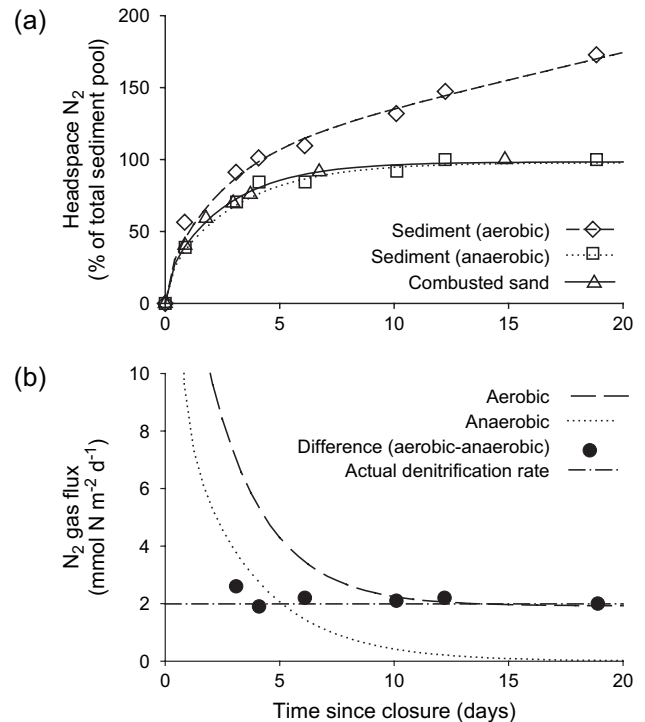 (a)
Headspace N₂
(% of total sediment pool)
200
150
100
50
0
Sediment (aerobic)
Sediment (anaerobic)
Combusted sand
0 5 10 15 20
(b)
N₂ gas flux
(mmol N m⁻² d⁻¹)
10
8
6
4
2
0
Aerobic
Anaerobic
Difference (aerobic-anaerobic)
Actual denitrification rate
0 5 10 15 20
Time since closure (days)